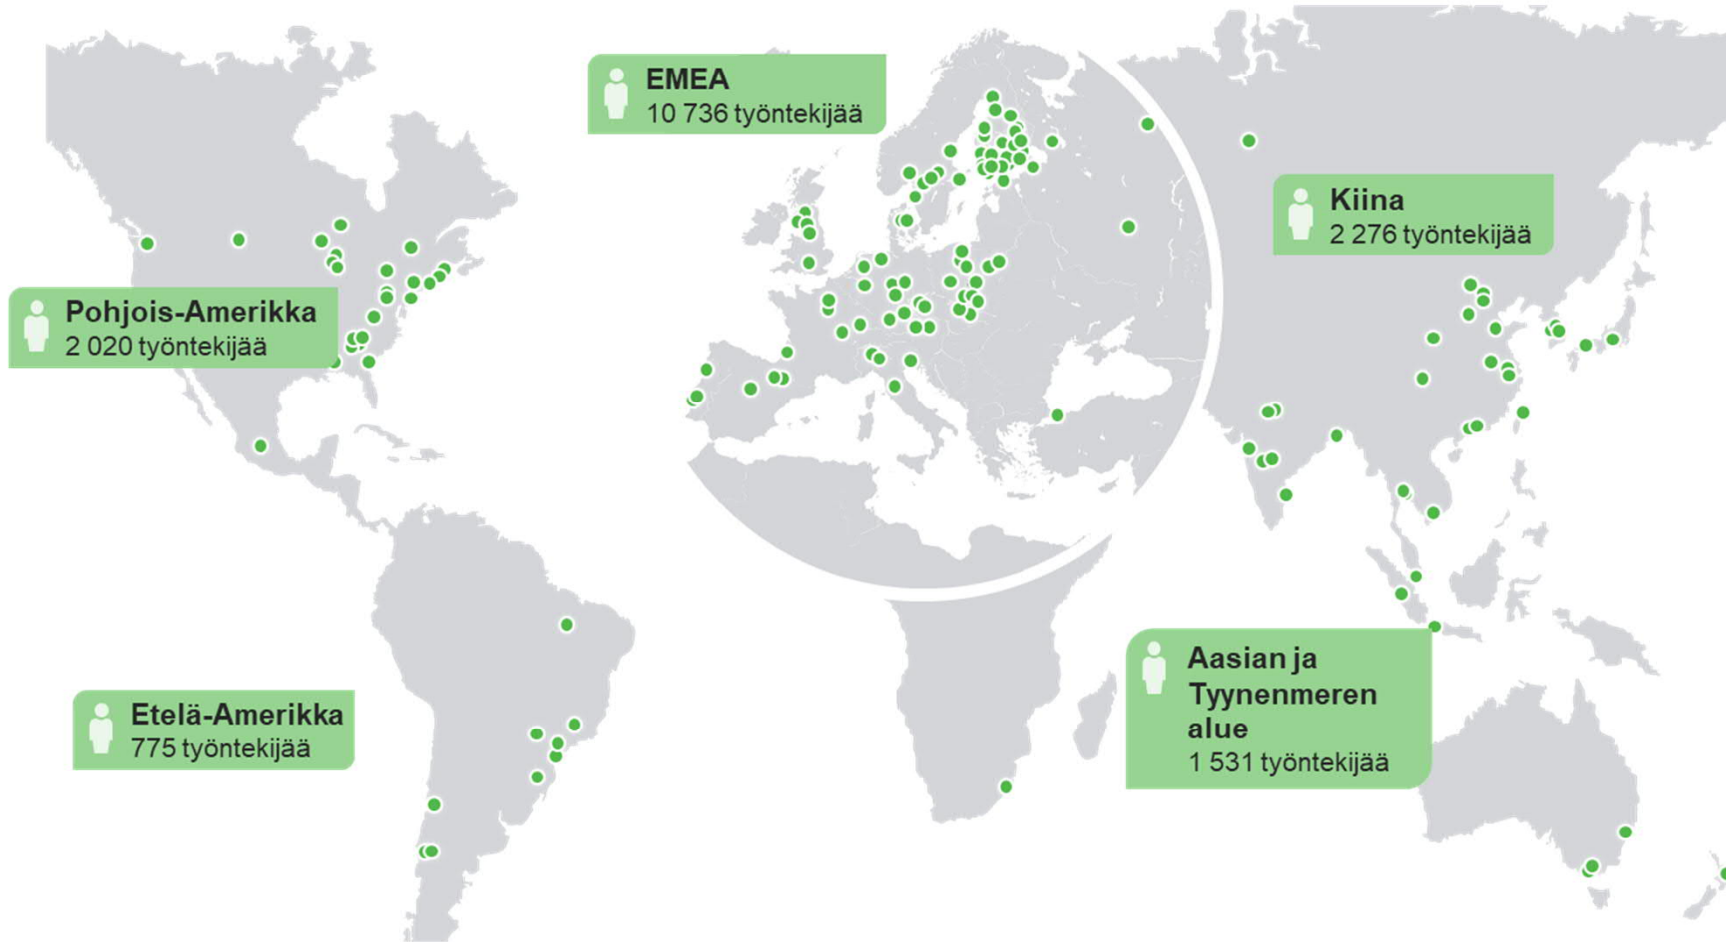 EMEA
10 736 työntekijää
Kiina
2 276 työntekijää
Pohjois-Amerikka
2 020 työntekijää
Aasian ja
Tyynenmeren
alue
1 531 työntekijää
Etelä-Amerikka
775 työntekijää